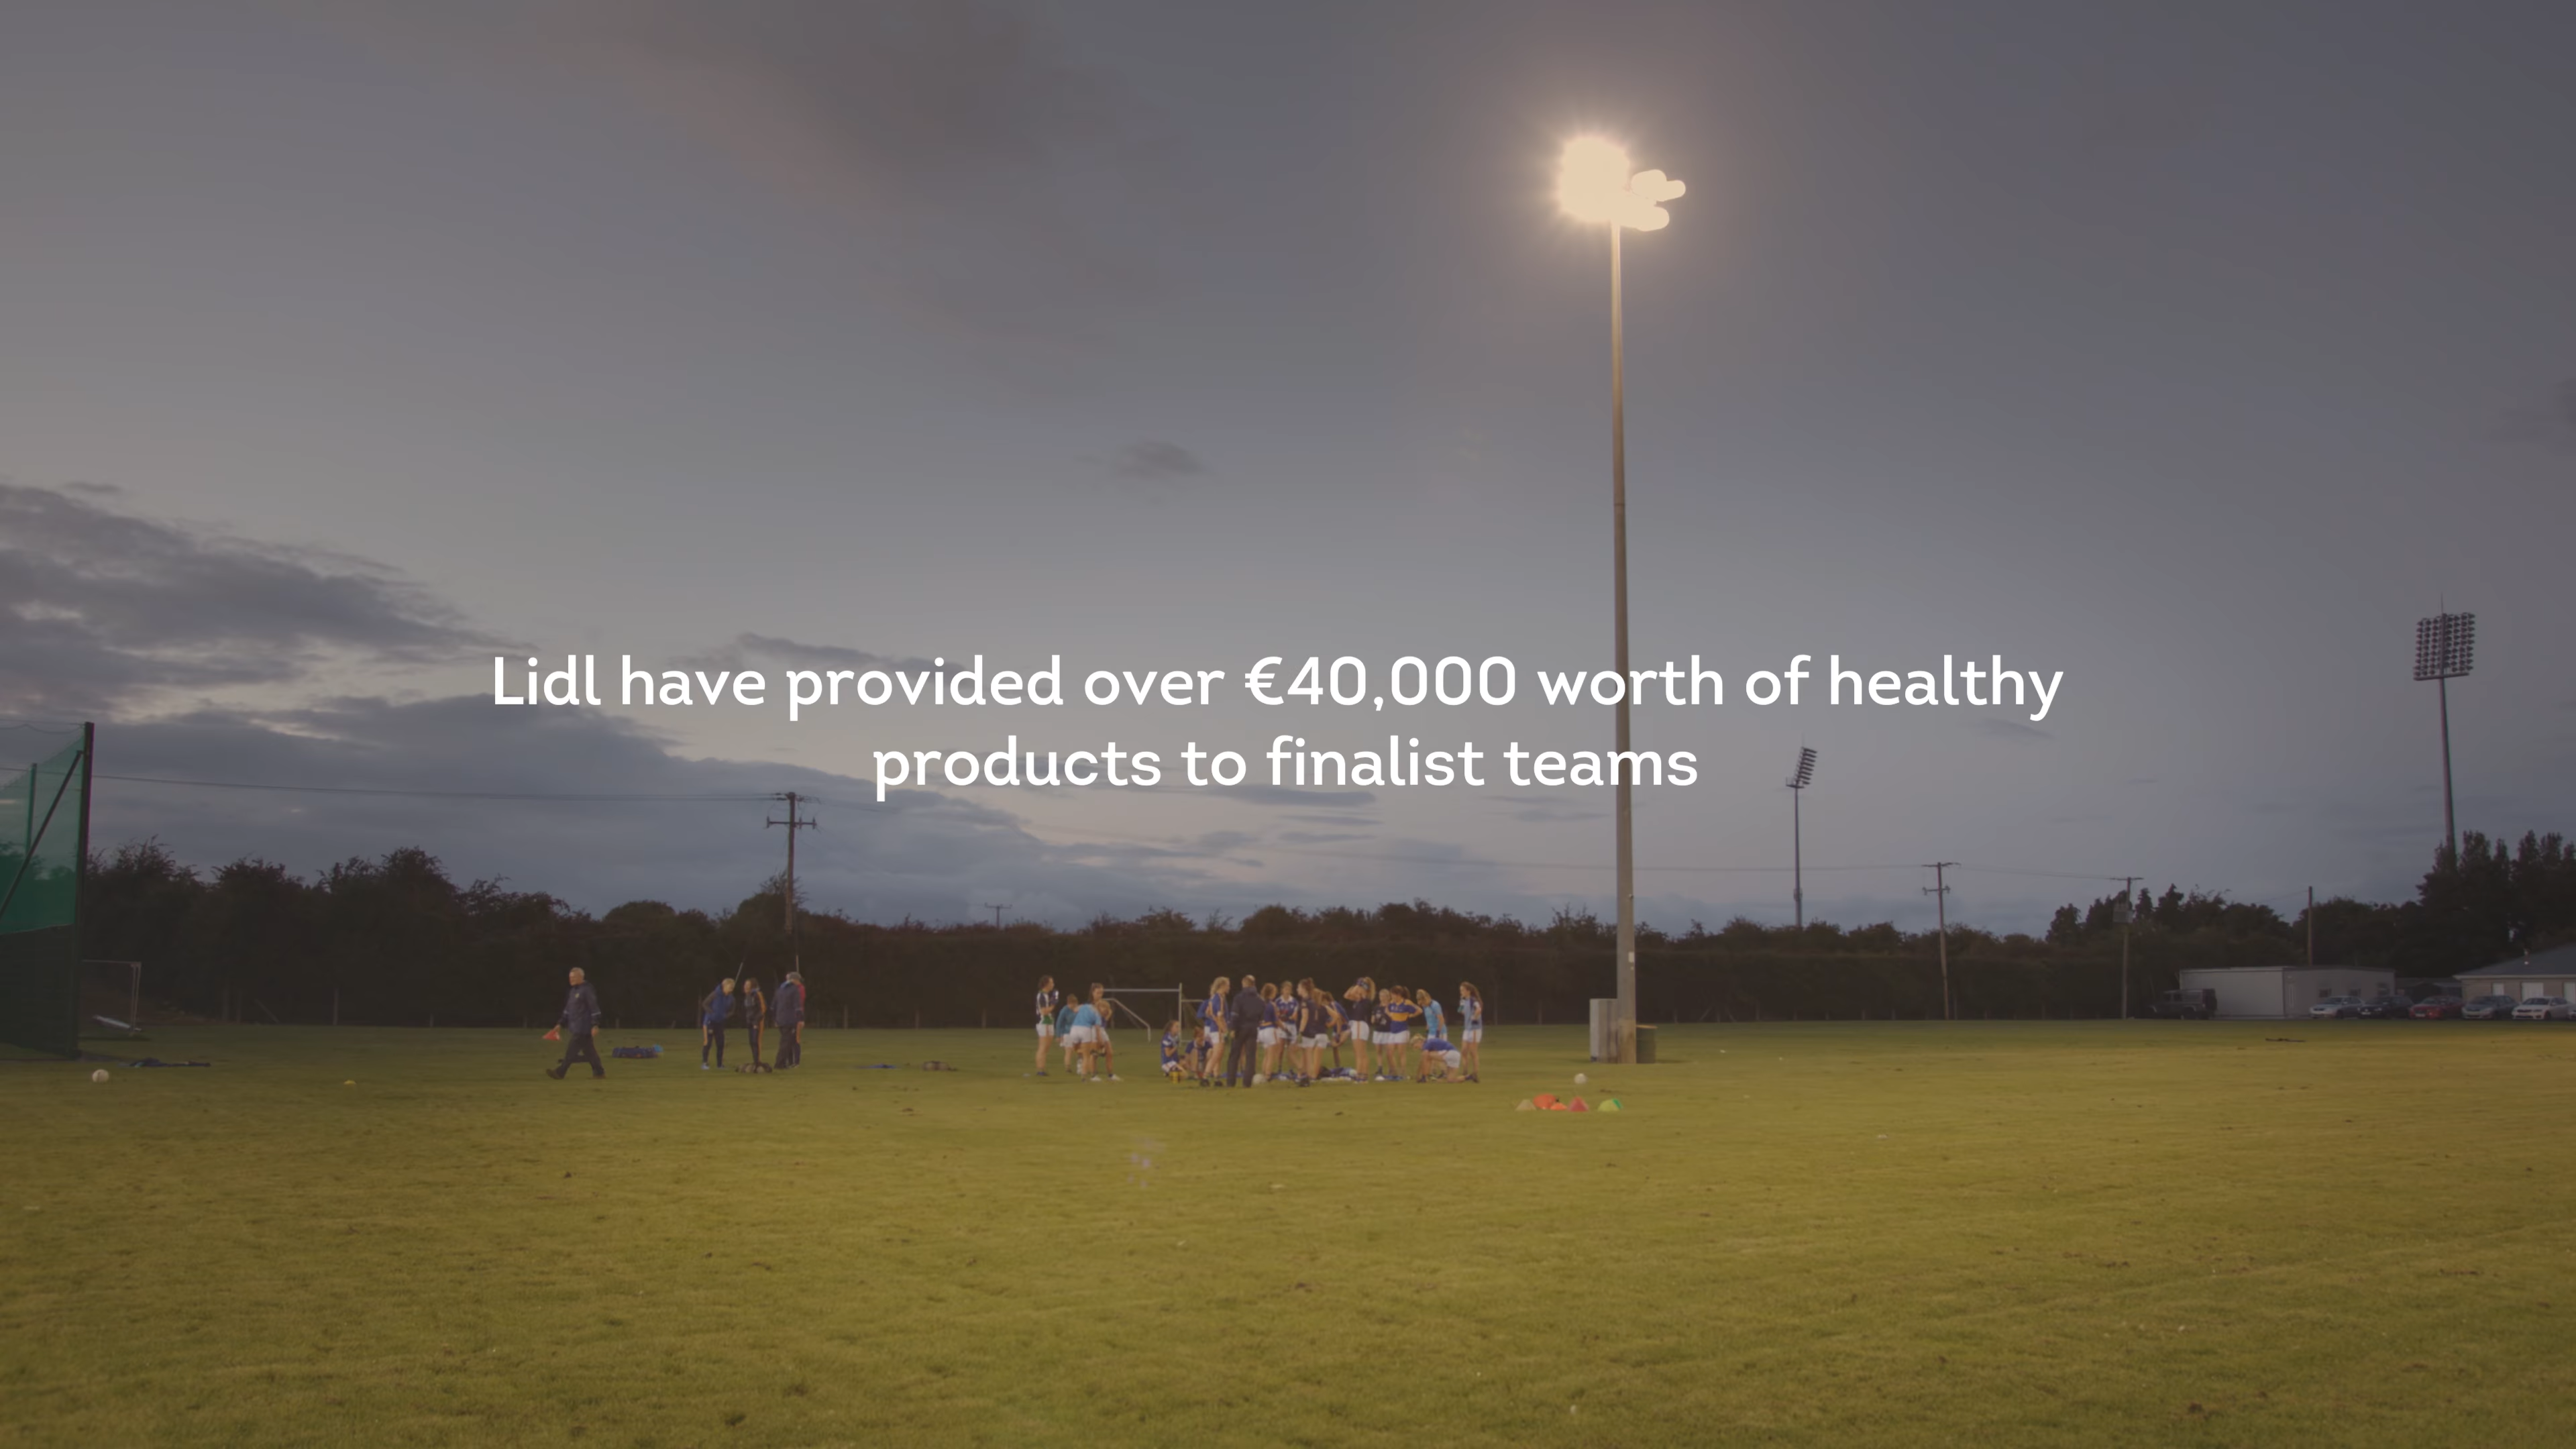 Lidl have provided over €40,000 worth of healthy
products to finalist teams